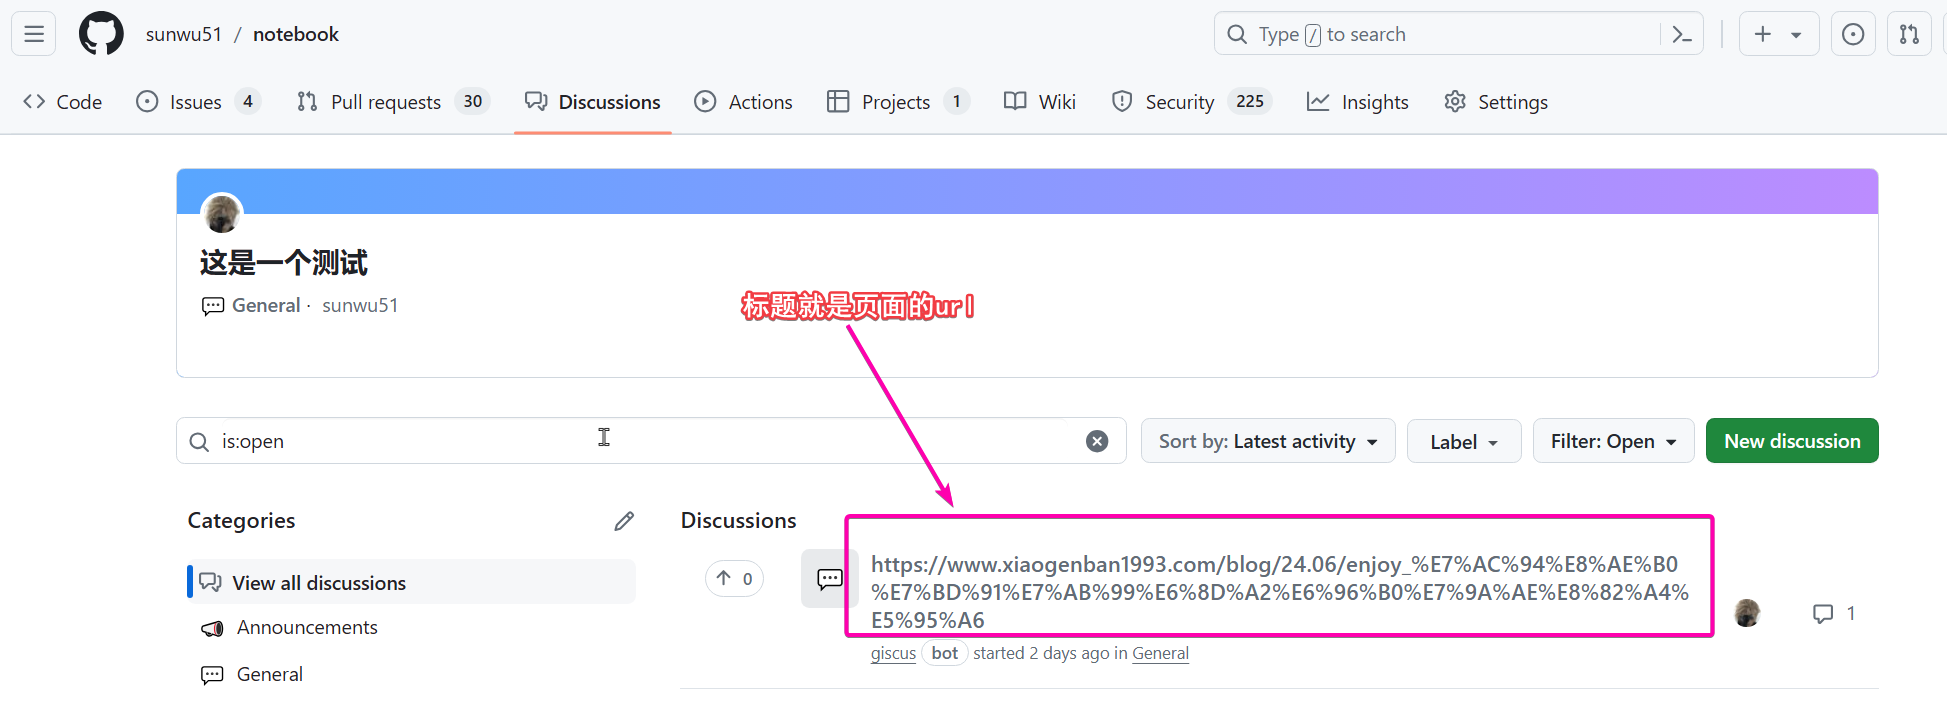 sunwu51 / notebook
Type / to search
Code
Issues 4
Pull requests 30
Discussions
Actions
Projects 1
Wiki
Security 225
Insights
Settings
这是一个测试
General · sunwu51
标题就是页面的url
is:open
Sort by: Latest activity
Label
Filter: Open
New discussion
Categories
View all discussions
Announcements
General
Discussions
0
https://www.xiaogenban1993.com/blog/24.06/enjoy_%E7%AC%94%E8%AE%B0
%E7%BD%91%E7%AB%99%E6%8D%A2%E6%96%B0%E7%9A%AE%E8%82%A4%
E5%95%A6
giscus bot started 2 days ago in General
1